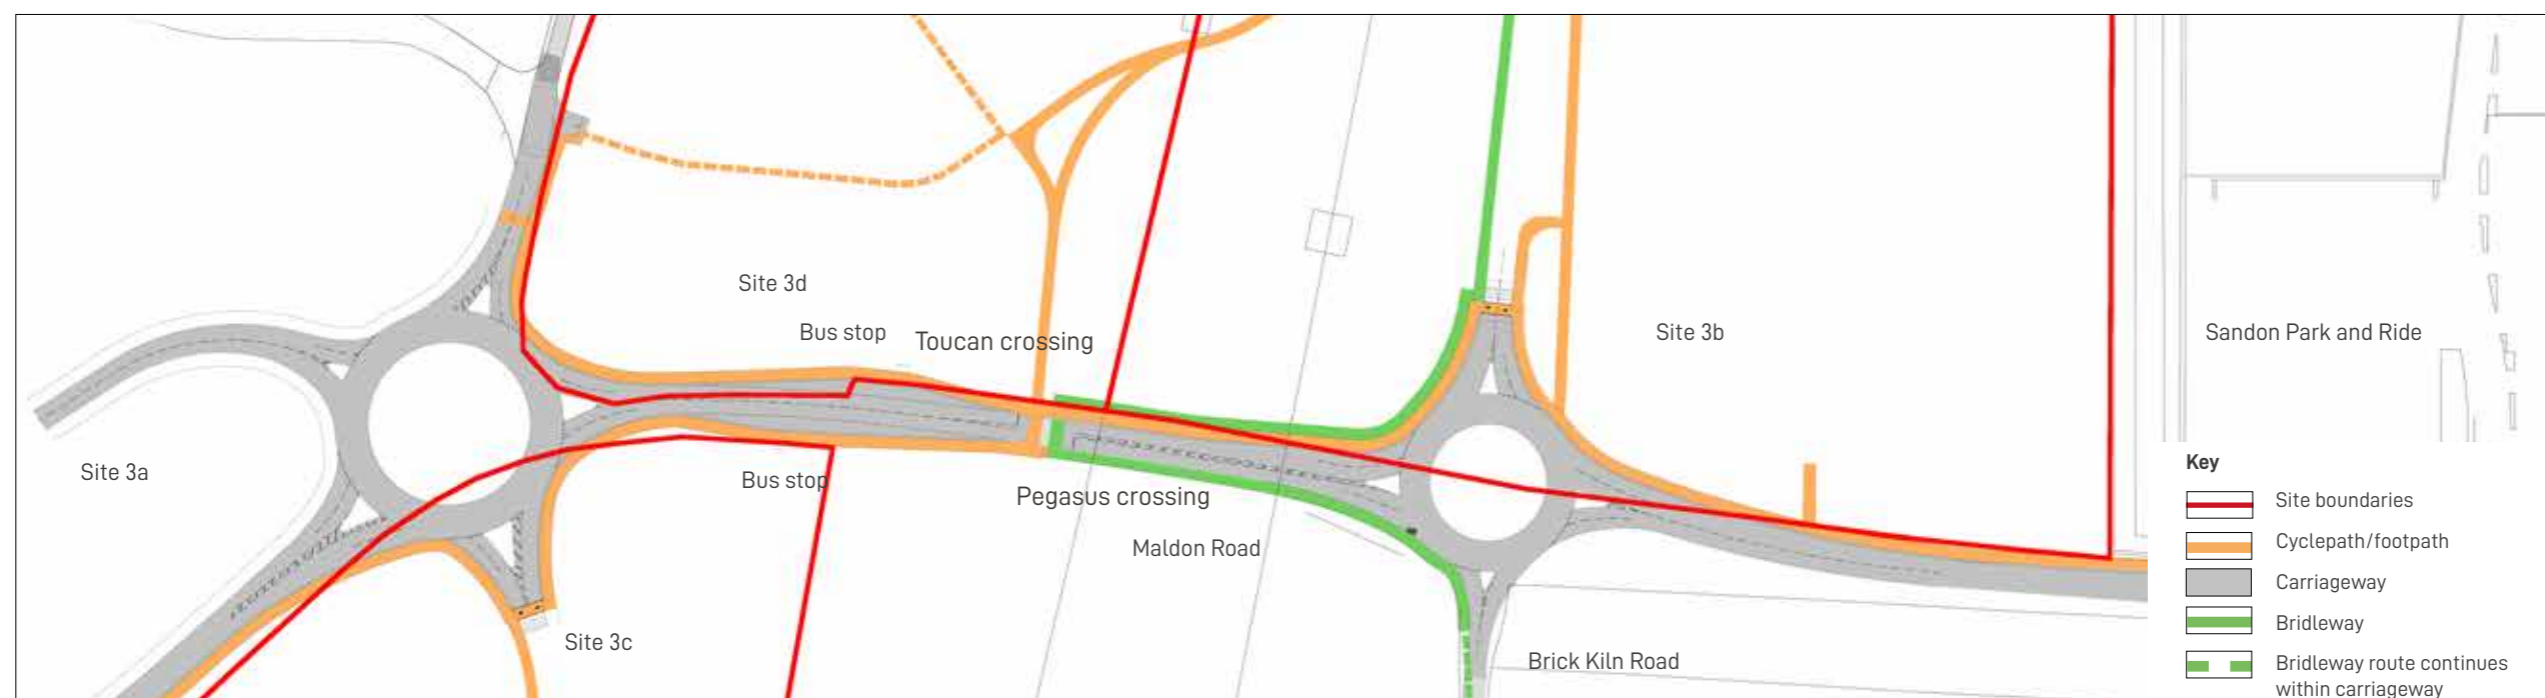 Site 3d
Bus stop
Toucan crossing
Site 3b
Sandon Park and Ride
Site 3a
Bus stop
Pegasus crossing
Maldon Road
Site 3c
Brick Kiln Road
Key
Site boundaries
Cyclepath/footpath
Carriageway
Bridleway
Bridleway route continues
within carriageway